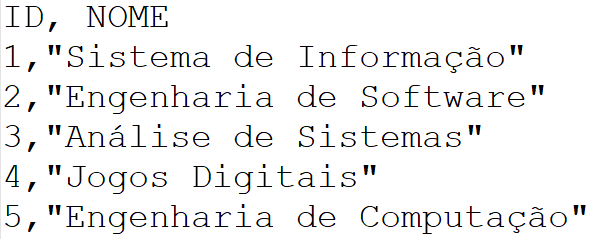 ID, NOME
1,"Sistema de Informação"
2,"Engenharia de Software"
3,"Análise de Sistemas"
4,"Jogos Digitais"
5,"Engenharia de Computação"